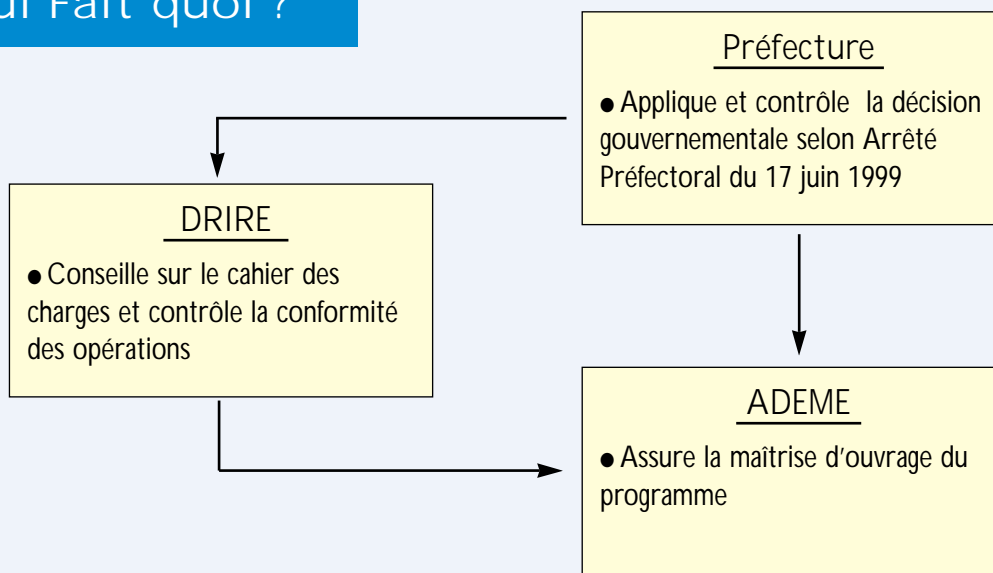 Fait quoi ?
Préfecture
● Applique et contrôle la décision
gouvernementale selon Arrêté
Préfectoral du 17 juin 1999
DRIRE
● Conseille sur le cahier des
charges et contrôle la conformité
des opérations
ADEME
● Assure la maîtrise d'ouvrage du
programme